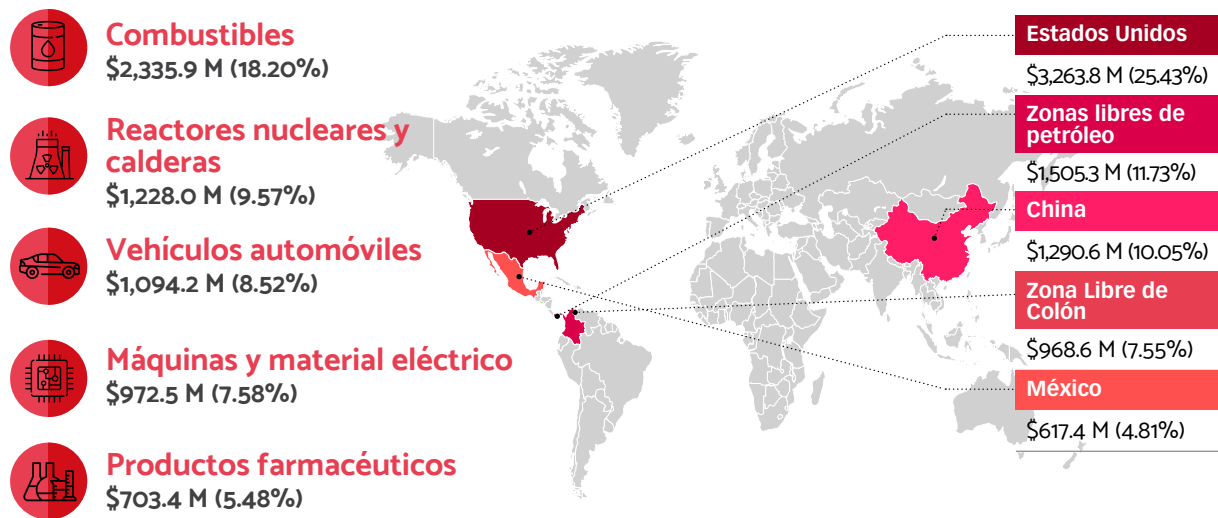 Combustibles
$2,335.9 M (18.20%)
Reactores nucleares y
calderas
$1,228.0 M (9.57%)
Vehículos automóviles
$1,094.2 M (8.52%)
Máquinas y material eléctrico
$972.5 M (7.58%)
Productos farmacéuticos
$703.4 M (5.48%)
Estados Unidos
$3,263.8 M (25.43%)
Zonas libres de
petróleo
$1,505.3 M (11.73%)
China
$1,290.6 M (10.05%)
Zona Libre de
Colón
$968.6 M (7.55%)
México
$617.4 M (4.81%)